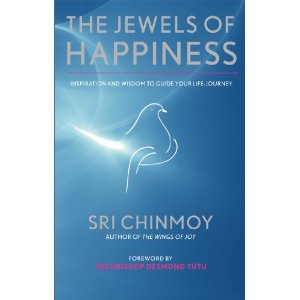 THE JEWELS OF
HAPPINESS
INSPIRATION AND WISDOM TO GUIDE YOUR LIFE-JOURNEY
SRI CHINMOY
AUTHOR OF THE WINGS OF JOY
FOREWORD BY
ARCHBISHOP DESMOND TUTU